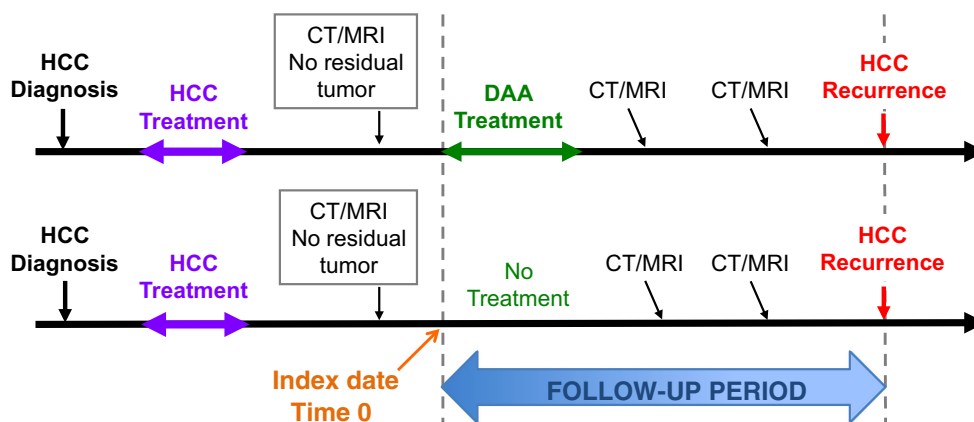 HCC
Diagnosis
HCC
Treatment
CT/MRI
No residual
tumor
DAA
Treatment
CT/MRI
CT/MRI
HCC
Recurrence
HCC
Diagnosis
HCC
Treatment
CT/MRI
No residual
tumor
No
Treatment
CT/MRI
CT/MRI
HCC
Recurrence
Index date
Time 0
FOLLOW-UP PERIOD